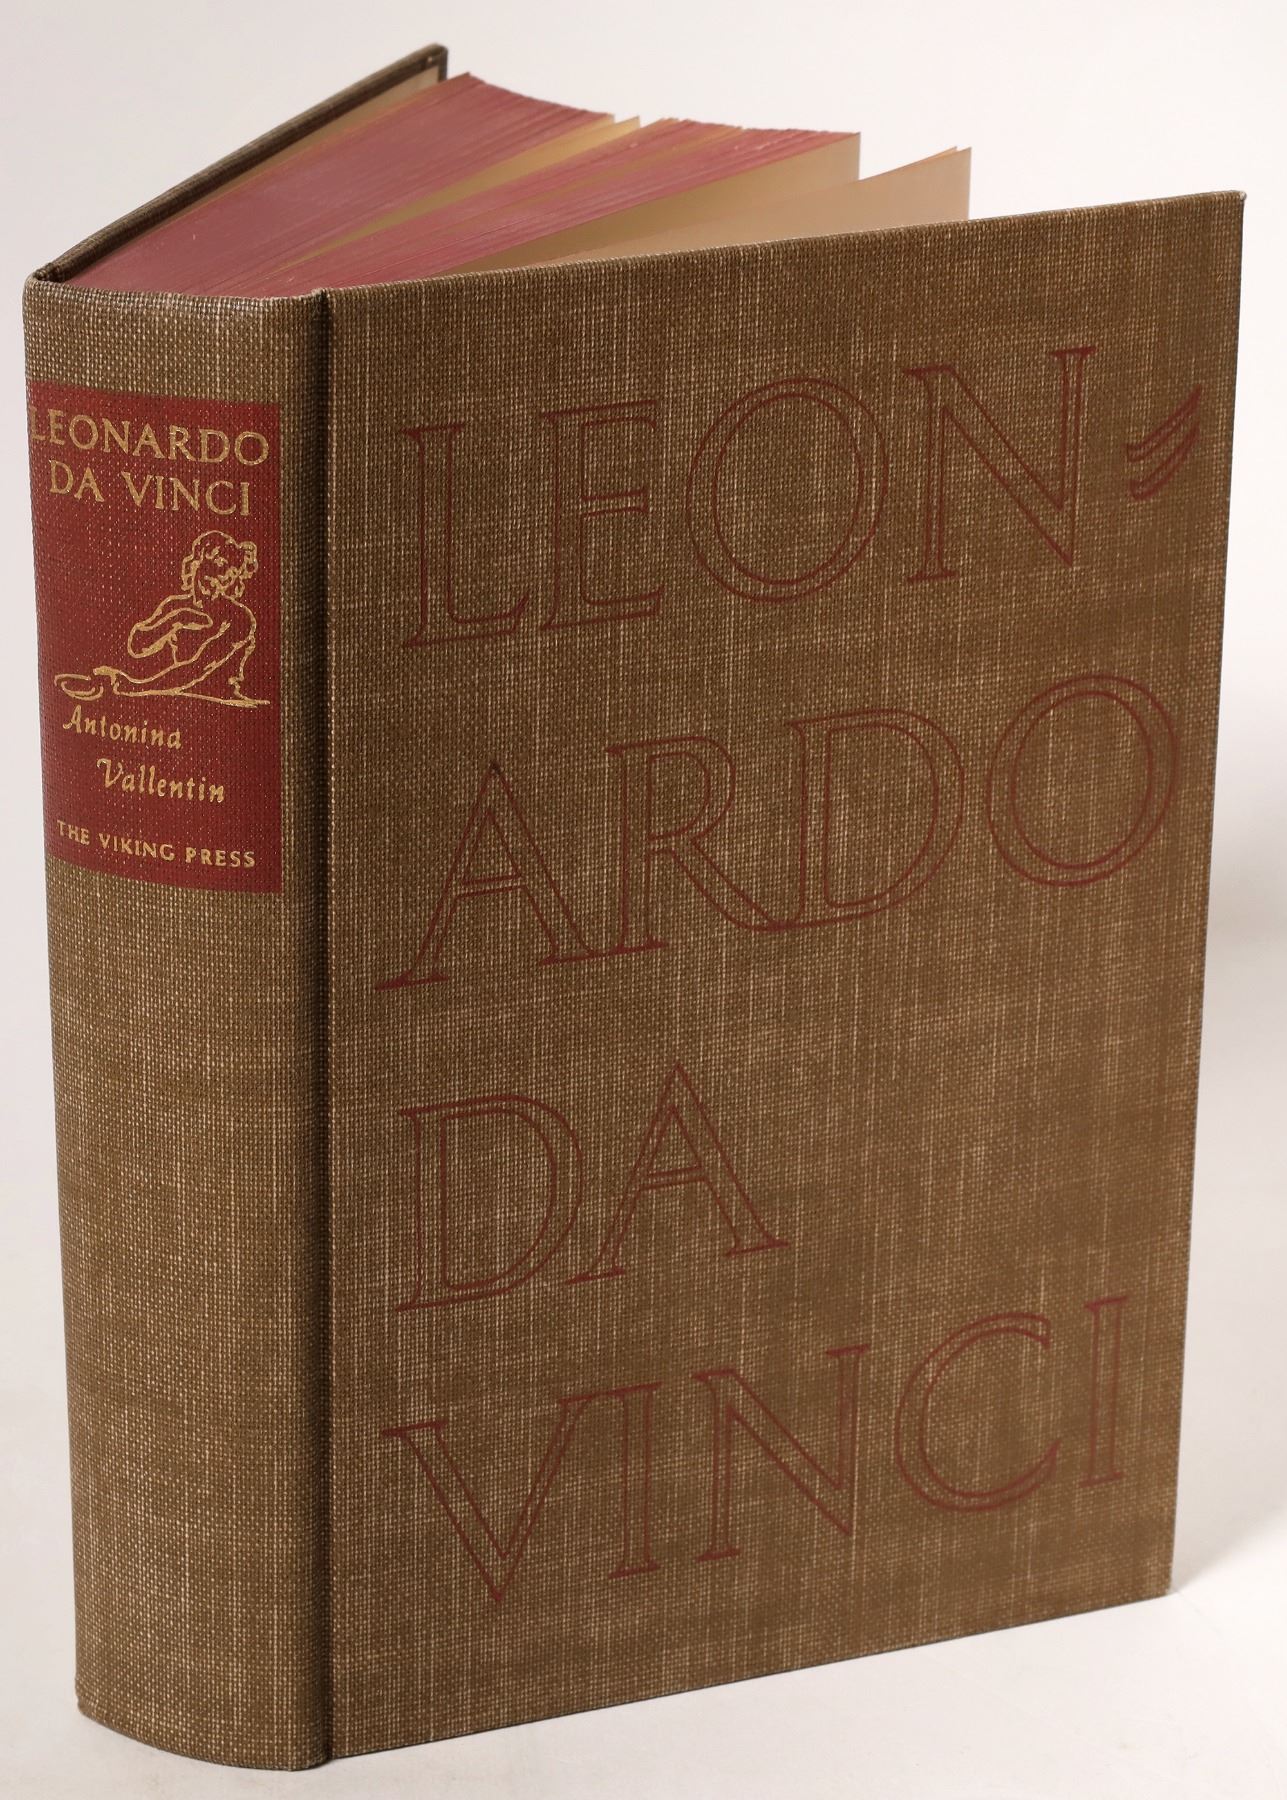 LEONARDO
DA VINCI
Antonina
Vallentin
THE VIKING PRESS
LEON-
ARDO
DA
VINCI